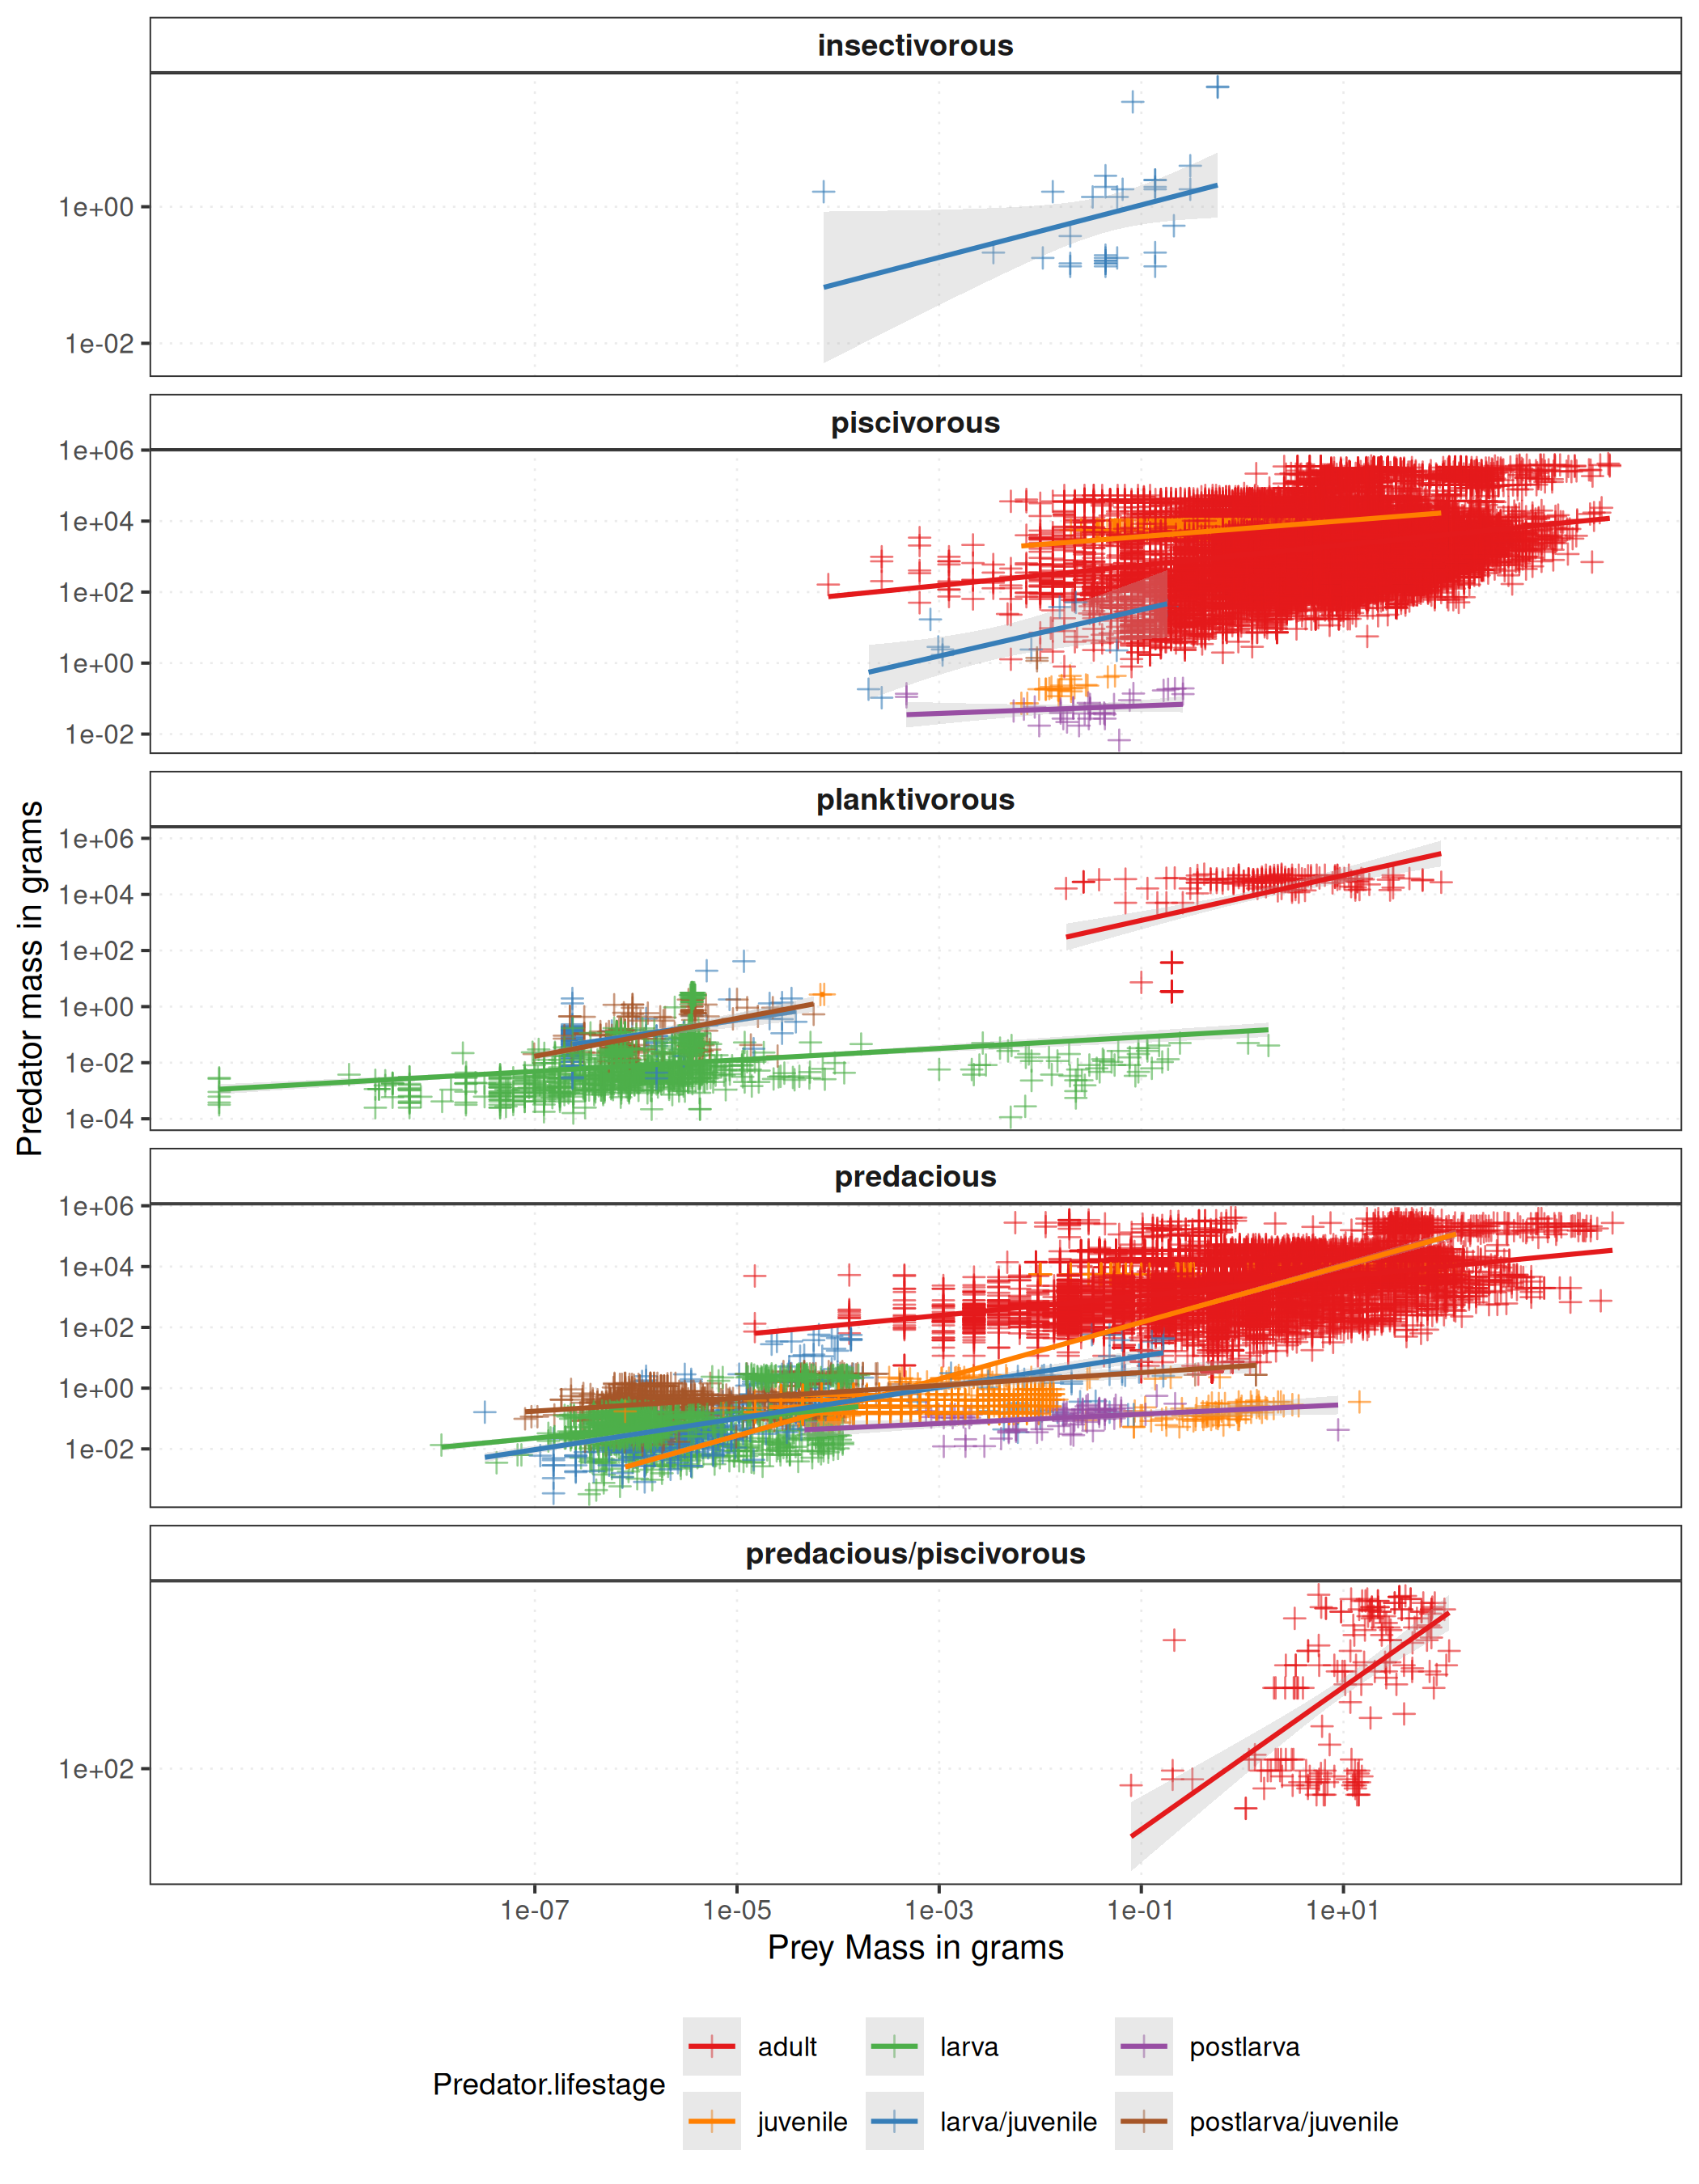 insectivorous
1e+00
1e-02
piscivorous
1e+06
1e+04
1e+02
1e+00
1e-02
planktivorous
1e+06
1e+04
1e+02
1e+00
1e-02
1e-04
predacious
1e+06
1e+04
1e+02
1e+00
1e-02
predacious/piscivorous
1e+02
Predator mass in grams
1e-07 1e-05 1e-03 1e-01 1e+01
Prey Mass in grams
Predator.lifestage
adult larva postlarva
juvenile larva/juvenile postlarva/juvenile